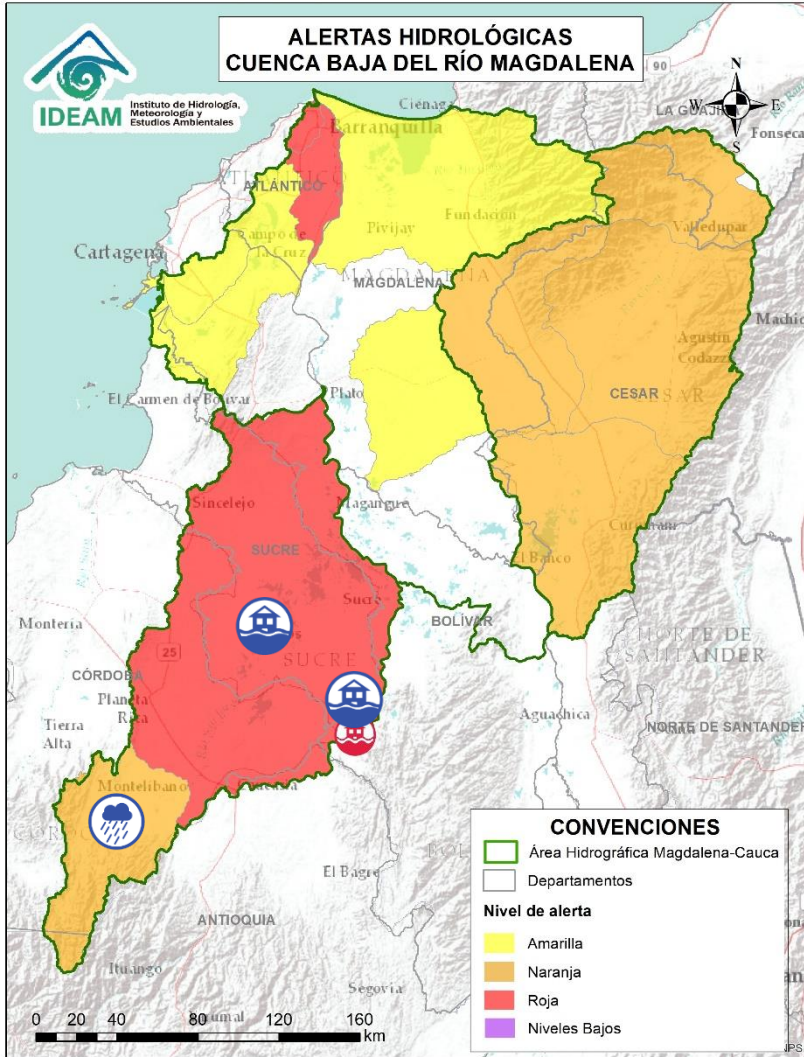 ALERTAS HIDROLÓGICAS
CUENCA BAJA DEL RÍO MAGDALENA
IDEAM
Instituto de Hidrología,
Meteorología y
Estudios Ambientales
N
W
E
S
90
Ciénaga
LA GUAJIRA
Fonseca
Barranquilla
ATLÁNTICO
Cartagena
Campo de
la Cruz
Pivijay
Fundación
Valledupar
MAGDALENA
Agustín
Codazzi
El Carmen de Bolívar
Plato
CESAR
CESAR
Sincelejo
Magangué
SUCRE
El Banco
Sucre
BOLÍVAR
Montería
SUCRE
NORTE DE
SANTANDER
25
CÓRDOBA
Planeta
Rica
Aguachica
Tierra
Alta
NORTE DE SANTANDER
Montelíbano
El Bagre
ANTIOQUIA
Ituango
Segovia
CONVENCIONES
Área Hidrográfica Magdalena-Cauca
Departamentos
Nivel de alerta
Amarilla
Naranja
Roja
Niveles Bajos
0 20 40 80 120 160
km